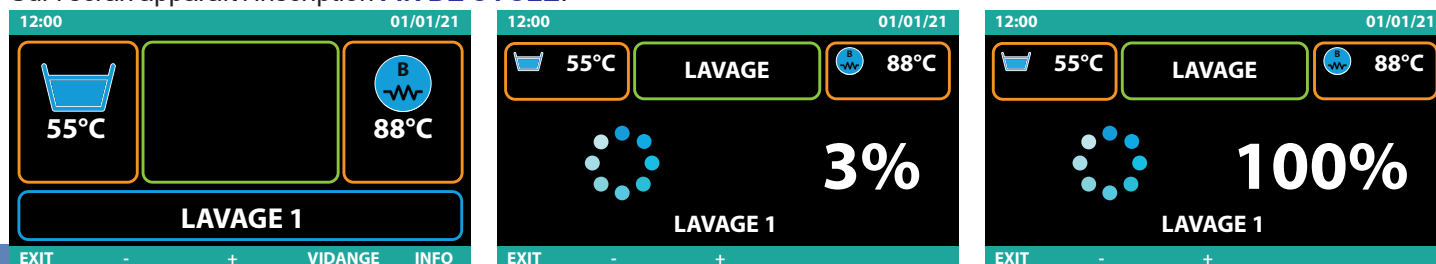 12:00 01/01/21
55°C
B
88°C
LAVAGE 1
EXIT - + VIDANGE INFO
12:00 01/01/21
55°C LAVAGE B 88°C
3%
LAVAGE 1
EXIT - +
12:00 01/01/21
55°C LAVAGE B 88°C
100%
LAVAGE 1
EXIT - +